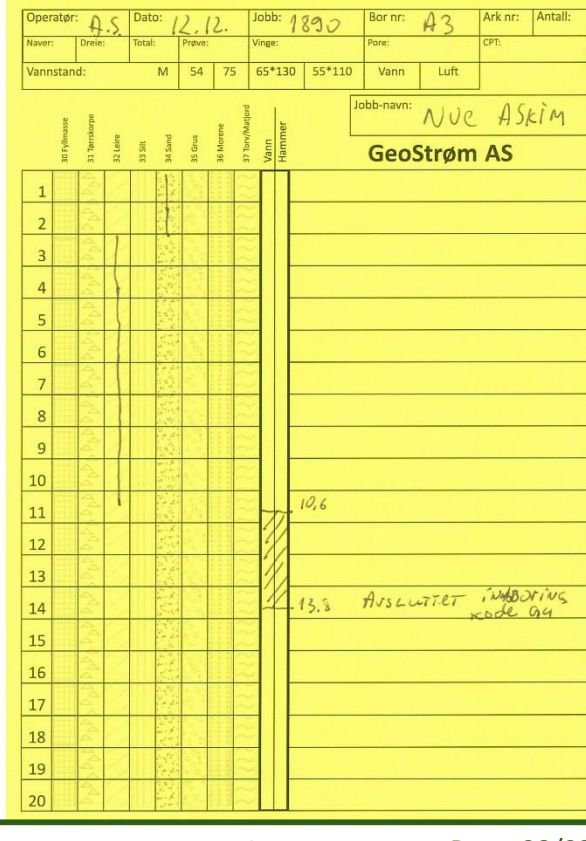 Operatør: A.S. Dato: 12.12. Jobb: 1890 Bor nr: A3 Ark nr: Antall:
Naver: Dreie: Total: Prøve: Vinge: Pore: CPT:
Vannstand: M 54 75 65*130 55*110 Vann Luft
Jobb-navn: NUC ASKIM
30 Fyllmasse
31 Tørrskorpe
32 Leire
33 Silt
34 Sand
35 Grus
36 Morene
37 Torv/Matjord
Vann
Hammer
GeoStrøm AS
1
2
3
4
5
6
7
8
9
10
11 10,6
12
13
14 13,8 AVSLUTTET
kode
15
16
17
18
19
20